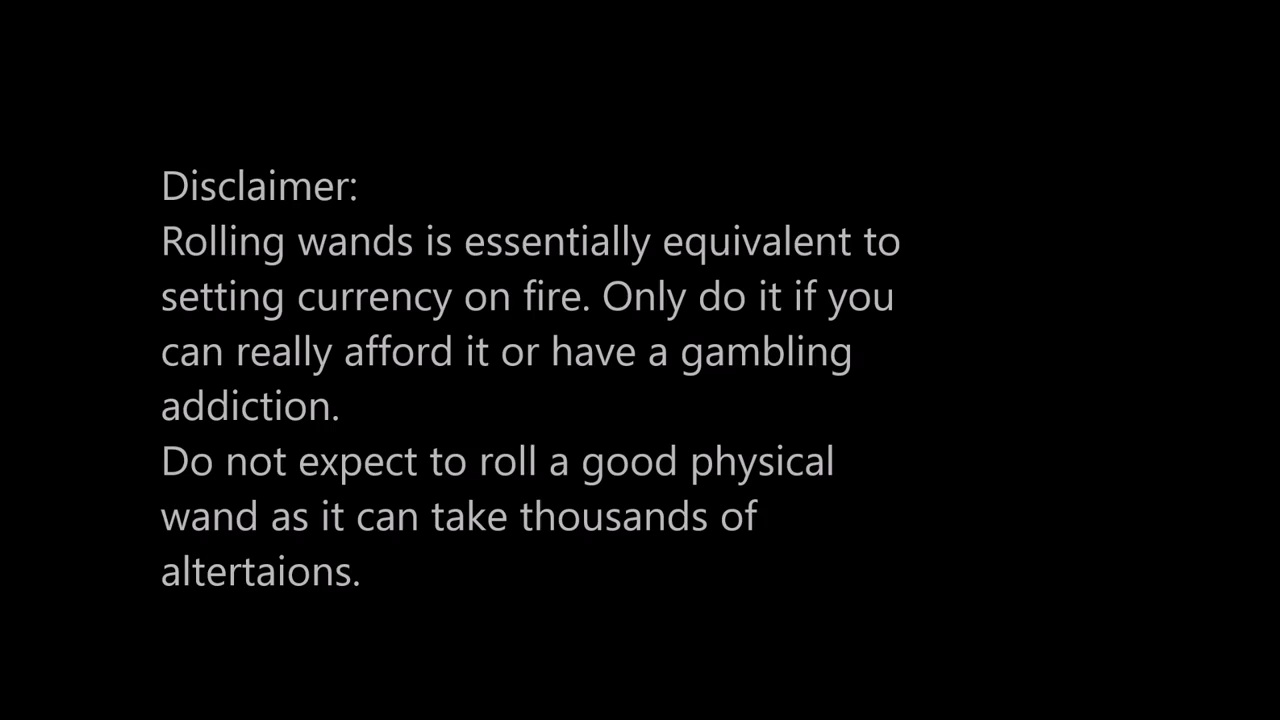 Disclaimer:
Rolling wands is essentially equivalent to
setting currency on fire. Only do it if you
can really afford it or have a gambling
addiction.
Do not expect to roll a good physical
wand as it can take thousands of
altertaions.